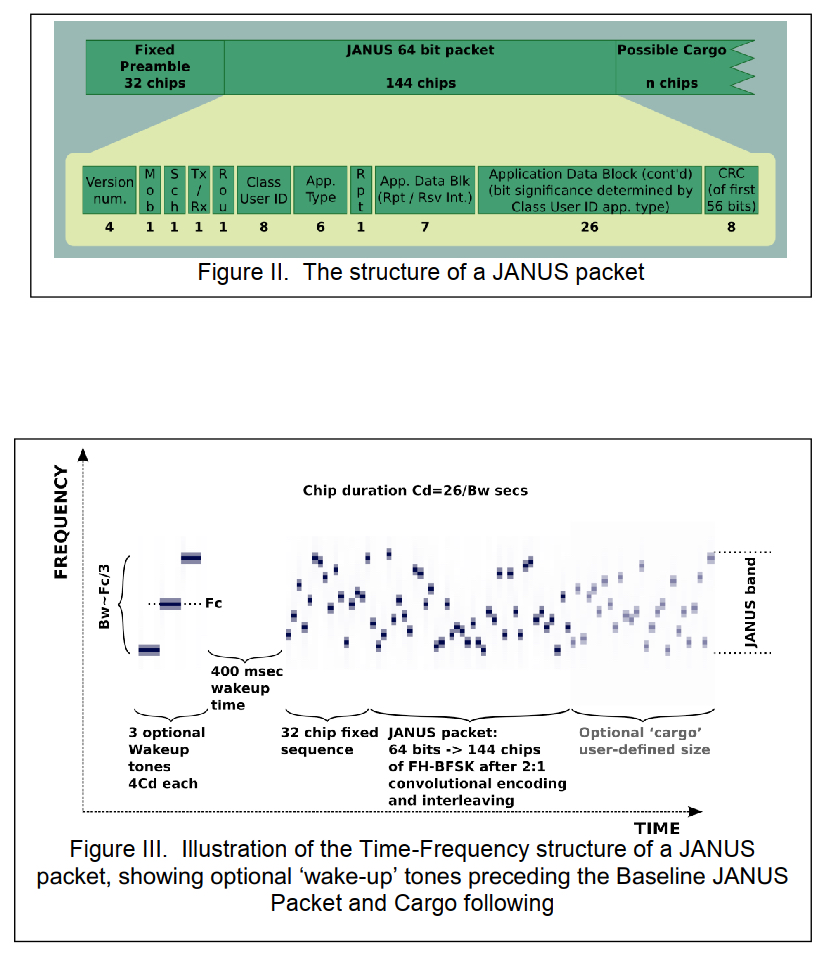 Fixed
Preamble
32 chips
JANUS 64 bit packet
144 chips
Possible Cargo
n chips
Version
num.
M
o
b
S
c
h
Tx
/
Rx
R
o
u
Class
User ID
App.
Type
R
p
t
App. Data Blk
(Rpt / Rsv Int.)
Application Data Block (cont'd)
(bit significance determined by
Class User ID app. type)
CRC
(of first
56 bits)
4 1 1 1 1 8 6 1 7 26 8
Figure II. The structure of a JANUS packet
FREQUENCY
Chip duration Cd=26/Bw secs
Bw~Fc/3
Fc
JANUS band
400 msec
wakeup
time
3 optional
Wakeup
tones
4Cd each
32 chip fixed
sequence
JANUS packet:
64 bits -> 144 chips
of FH-BFSK after 2:1
convolutional encoding
and interleaving
Optional ‘cargo’
user-defined size
TIME
Figure III. Illustration of the Time-Frequency structure of a JANUS
packet, showing optional ‘wake-up’ tones preceding the Baseline JANUS
Packet and Cargo following